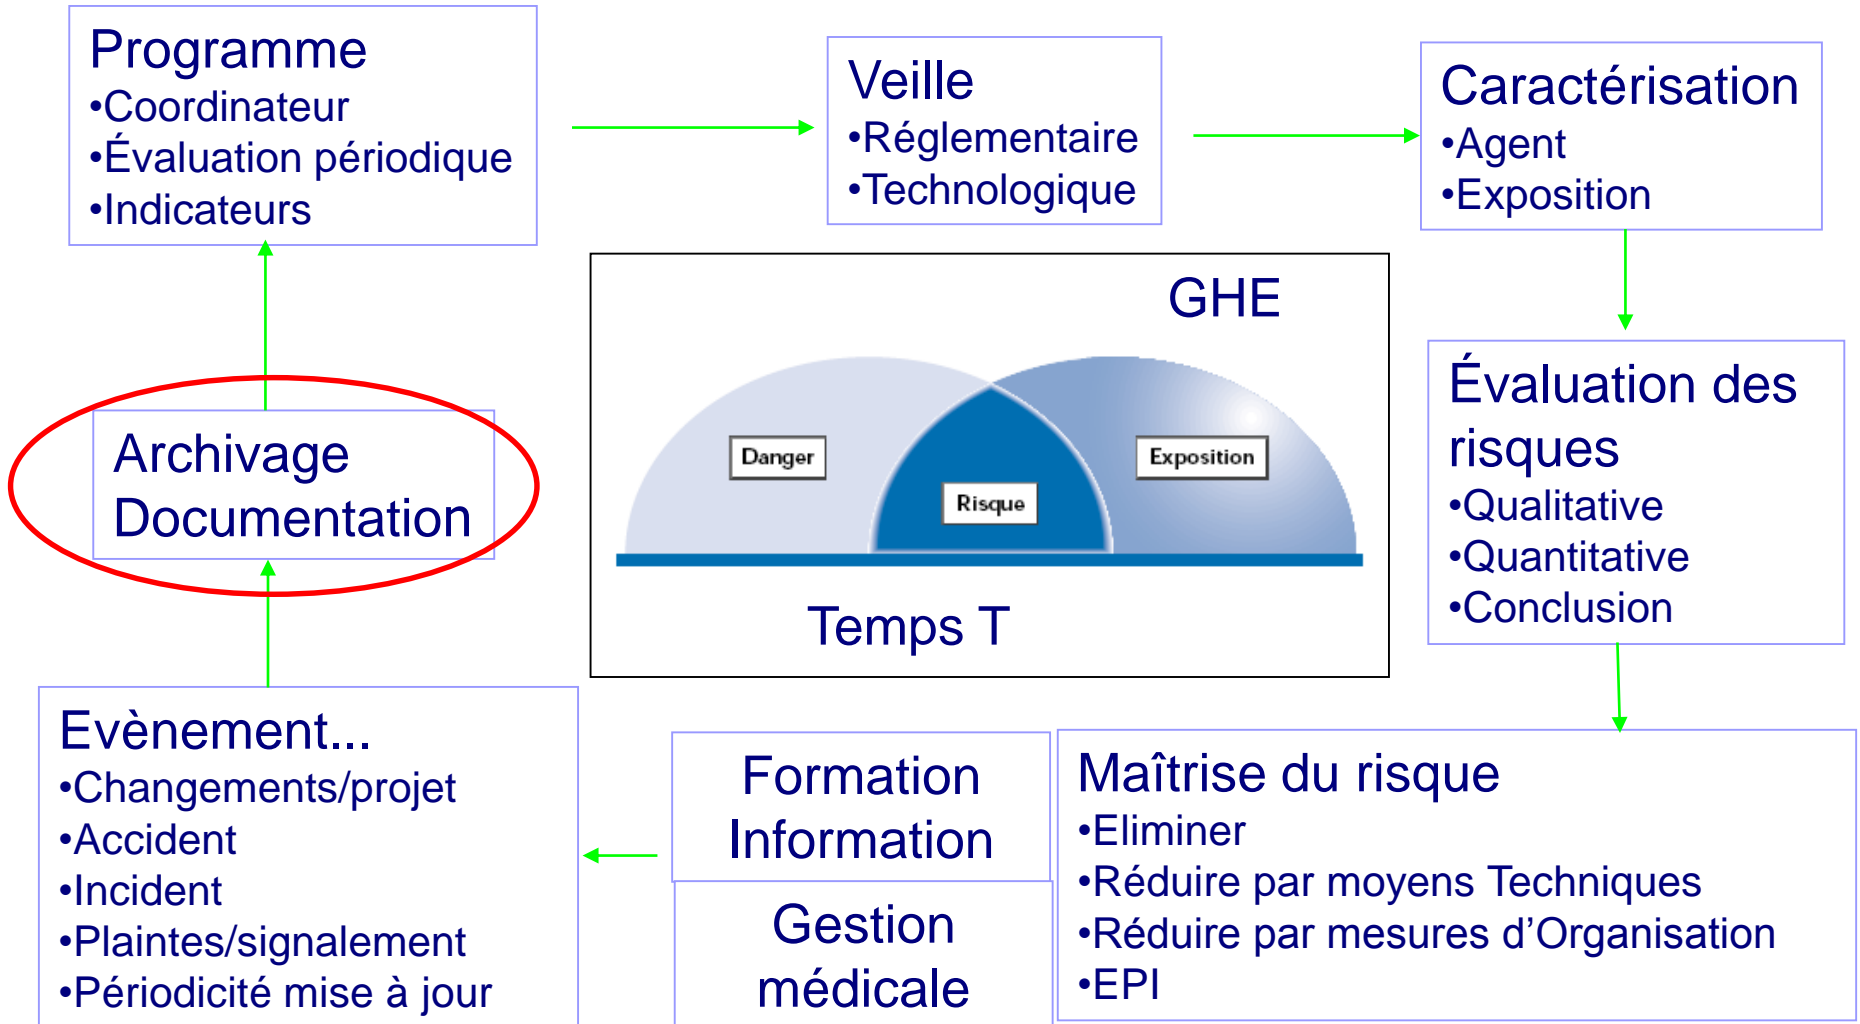 Programme
•Coordinateur
•Évaluation périodique
•Indicateurs
Veille
•Réglementaire
•Technologique
Caractérisation
•Agent
•Exposition
GHE
Danger
Exposition
Risque
Temps T
Évaluation des
risques
•Qualitative
•Quantitative
•Conclusion
Archivage
Documentation
Evènement...
•Changements/projet
•Accident
•Incident
•Plaintes/signalement
•Périodicité mise à jour
Formation
Information
Gestion
médicale
Maîtrise du risque
•Eliminer
•Réduire par moyens Techniques
•Réduire par mesures d’Organisation
•EPI